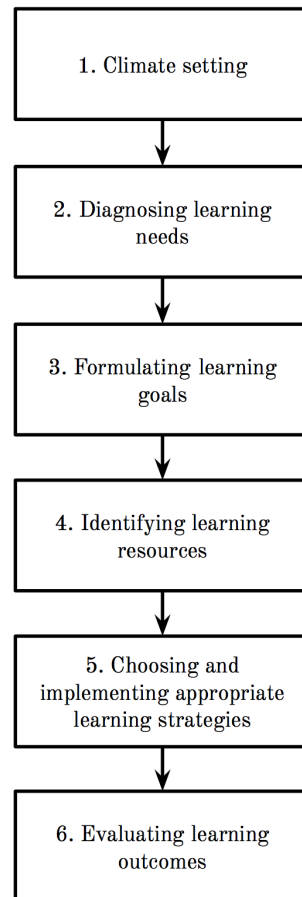 1. Climate setting
2. Diagnosing learning
needs
3. Formulating learning
goals
4. Identifying learning
resources
5. Choosing and
implementing appropriate
learning strategies
6. Evaluating learning
outcomes